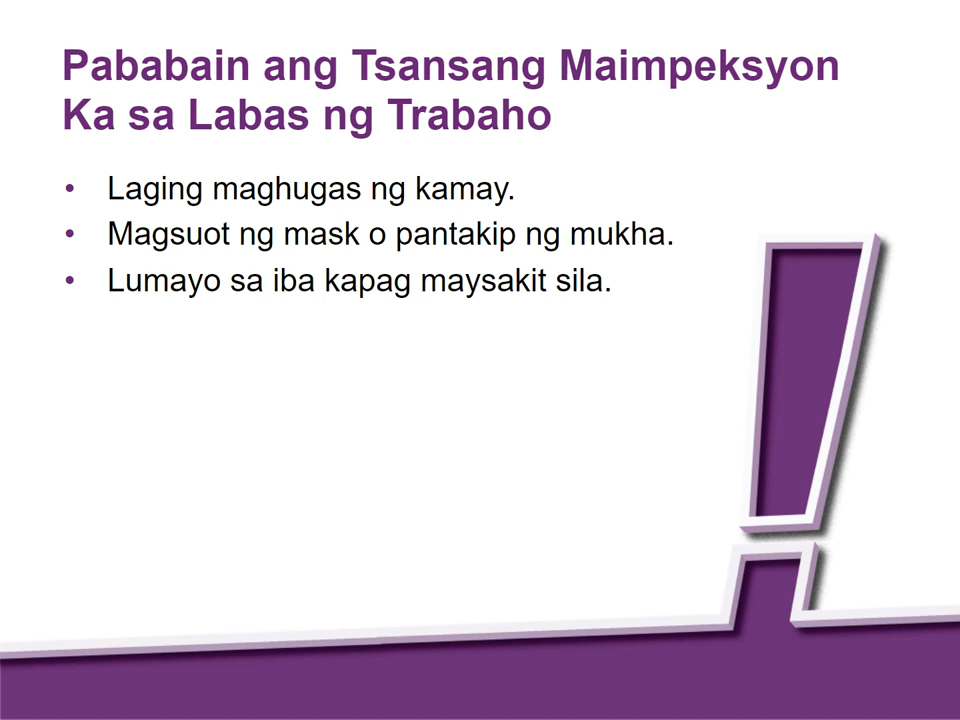 Pababain ang Tsansang Maimpeksyon
Ka sa Labas ng Trabaho
• Laging maghugas ng kamay.
• Magsuot ng mask o pantakip ng mukha.
• Lumayo sa iba kapag maysakit sila.